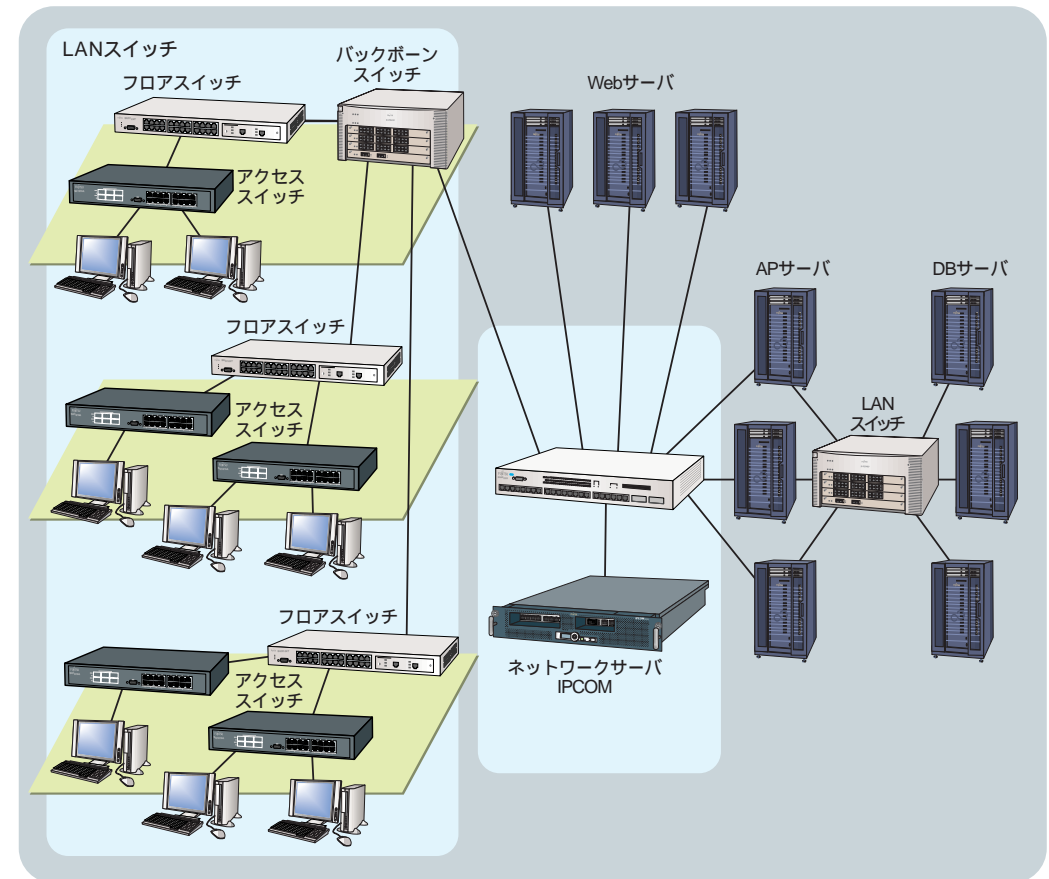 LANスイッチ
バックボーン
スイッチ
フロアスイッチ
アクセス
スイッチ
Webサーバ
APサーバ
DBサーバ
フロアスイッチ
アクセス
スイッチ
LAN
スイッチ
フロアスイッチ
アクセス
スイッチ
ネットワークサーバ
IPCOM